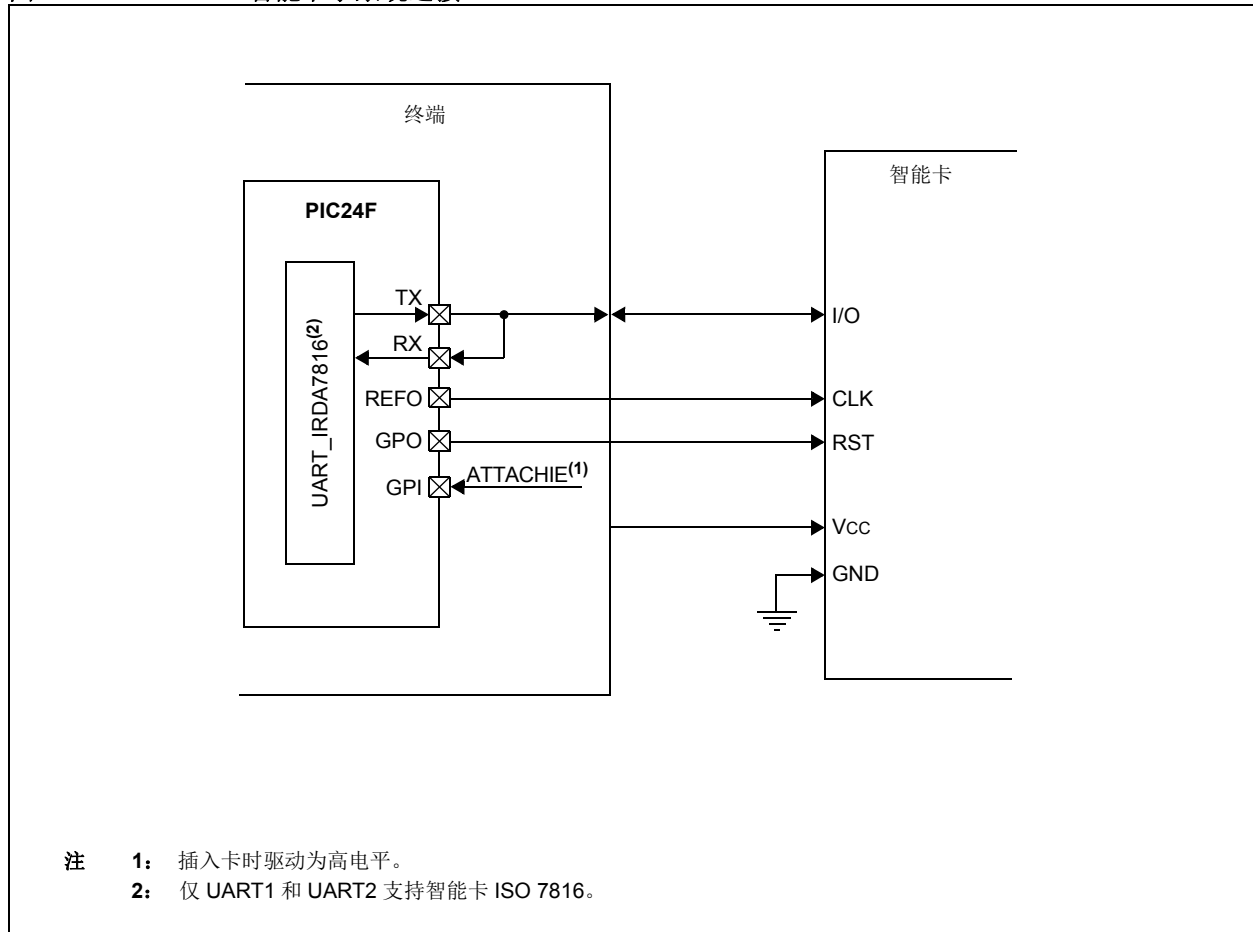 终端
智能卡
PIC24F
UART_IRDA7816(2)
TX
RX
REFO
GPO
GPI
ATTACHIE(1)
I/O
CLK
RST
VCC
GND
注 1： 插入卡时驱动为高电平。
2： 仅 UART1 和 UART2 支持智能卡 ISO 7816。